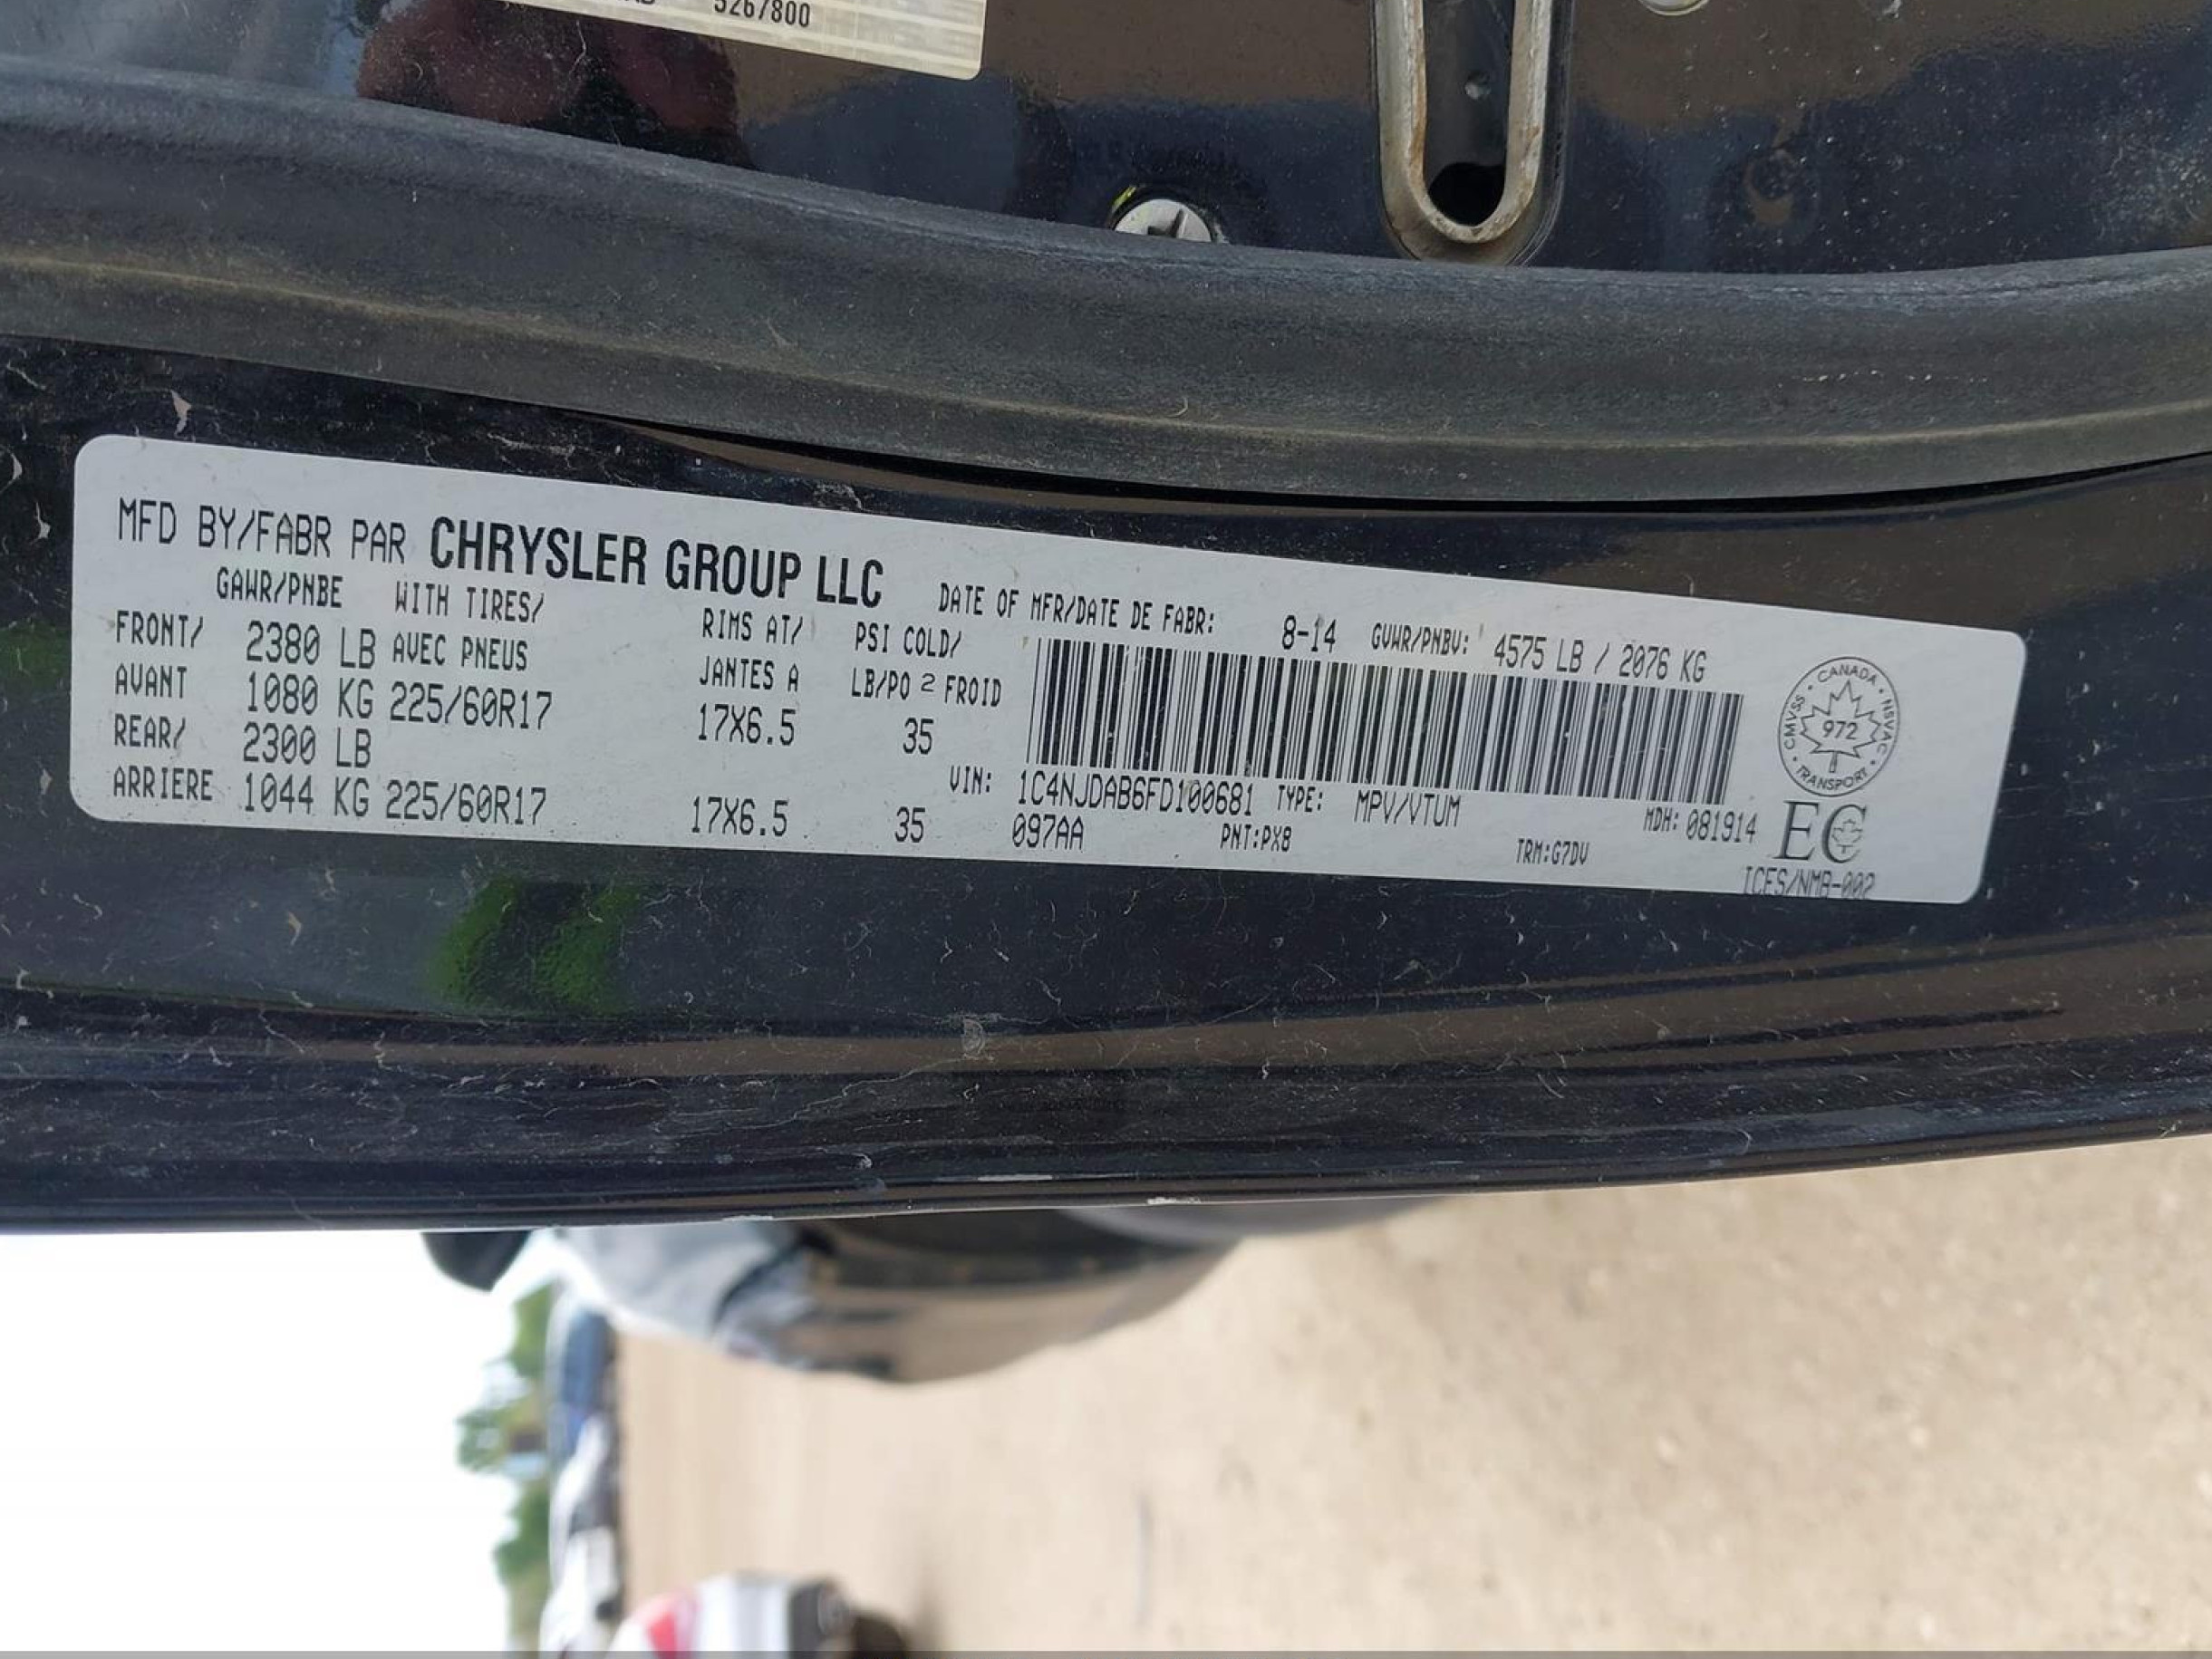 5267800
MFD BY/FABR PAR CHRYSLER GROUP LLC
DATE OF MFR/DATE DE FABR: 8-14 GVWR/PNBV: 4575 LB / 2076 KG
GAWR/PNBE WITH TIRES/ RIMS AT/ PSI COLD/
FRONT/ 2380 LB AVEC PNEUS JANTES A LB/PO 2 FROID
AVANT 1080 KG 225/60R17 17X6.5 35
REAR/ 2300 LB
ARRIERE 1044 KG 225/60R17 17X6.5 35
VIN: 1C4NJDAB6FD100681 TYPE: MPV/VTUM MDH: 081914
097AA PNT:PX8 TRM:G7DV
CANADA
CMVSS 972 NSVAC
TRANSPORT
EC
ICES/NMB-002